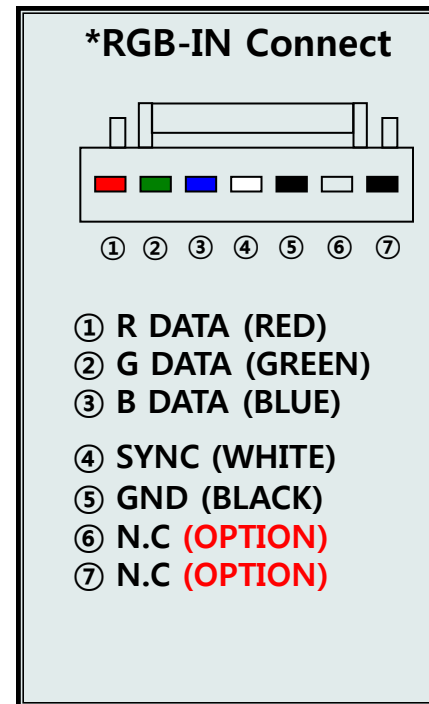 *RGB-IN Connect
① ② ③ ④ ⑤ ⑥ ⑦
① R DATA (RED)
② G DATA (GREEN)
③ B DATA (BLUE)
④ SYNC (WHITE)
⑤ GND (BLACK)
⑥ N.C (OPTION)
⑦ N.C (OPTION)